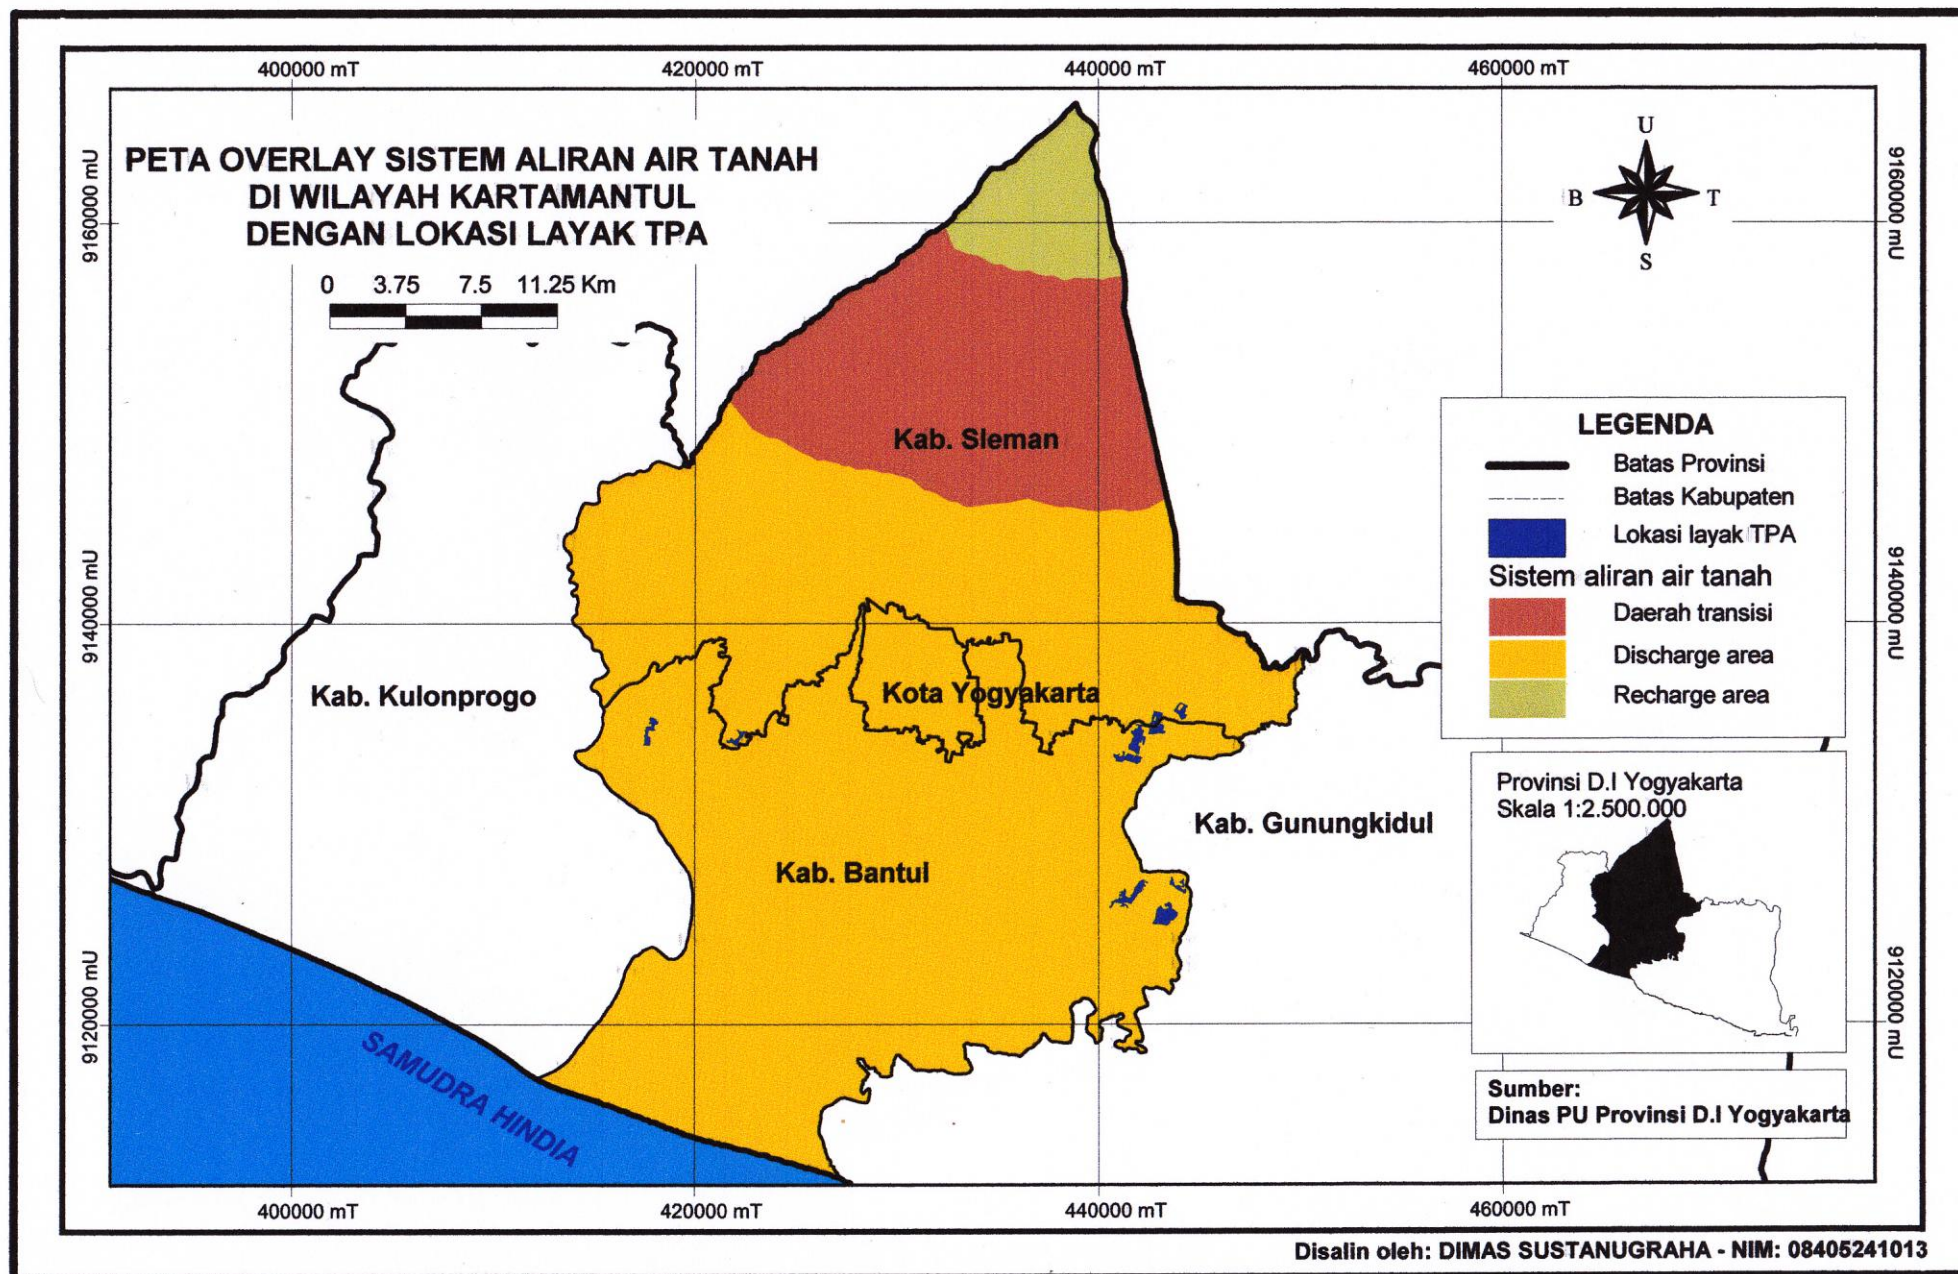 400000 mT
420000 mT
440000 mT
460000 mT
PETA OVERLAY SISTEM ALIRAN AIR TANAH
DI WILAYAH KARTAMANTUL
DENGAN LOKASI LAYAK TPA
0 3.75 7.5 11.25 Km
9160000 mU
9160000 mU
U
B
T
S
Kab. Sleman
LEGENDA
Batas Provinsi
Batas Kabupaten
Lokasi layak TPA
Sistem aliran air tanah
Daerah transisi
Discharge area
Recharge area
9140000 mU
9140000 mU
Kab. Kulonprogo
Kota Yogyakarta
Kab. Gunungkidul
Kab. Bantul
Provinsi D.I Yogyakarta
Skala 1:2.500.000
9120000 mU
9120000 mU
SAMUDRA HINDIA
Sumber:
Dinas PU Provinsi D.I Yogyakarta
400000 mT
420000 mT
440000 mT
460000 mT
Disalin oleh: DIMAS SUSTANUGRAHA - NIM: 08405241013